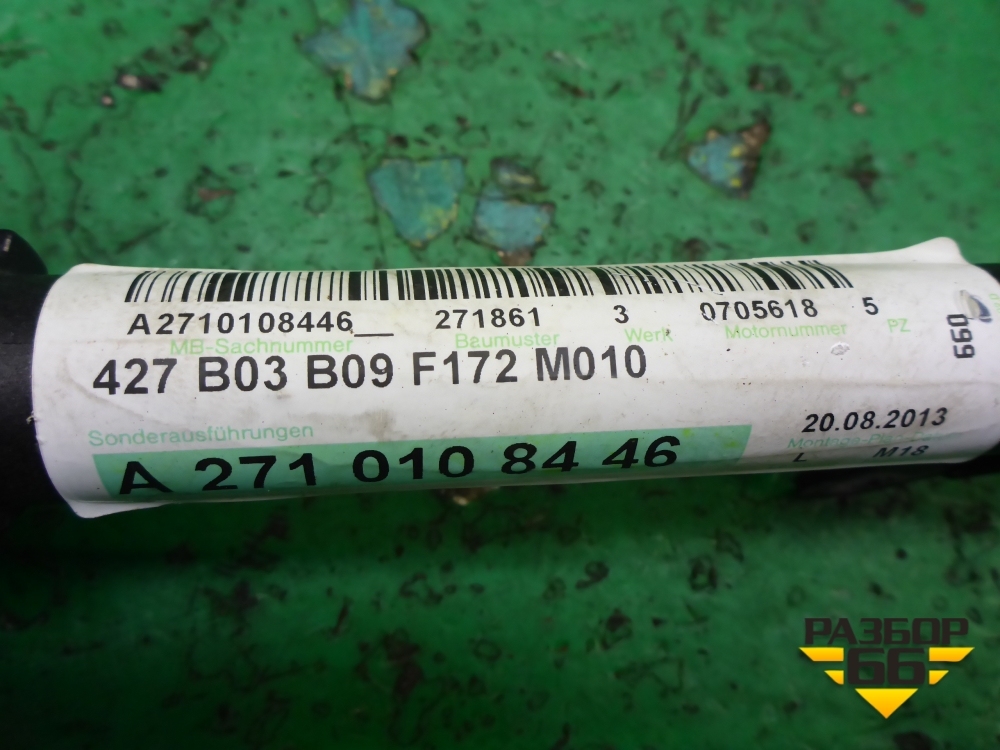 A2710108446__ 271861 3 0705618 5
MB-Sachnummer Baumuster Werk Motornummer PZ
427 B03 B09 F172 M010
660
Sonderausführungen
20.08.2013
A 271 010 84 46
L M18
РАЗБОР
66